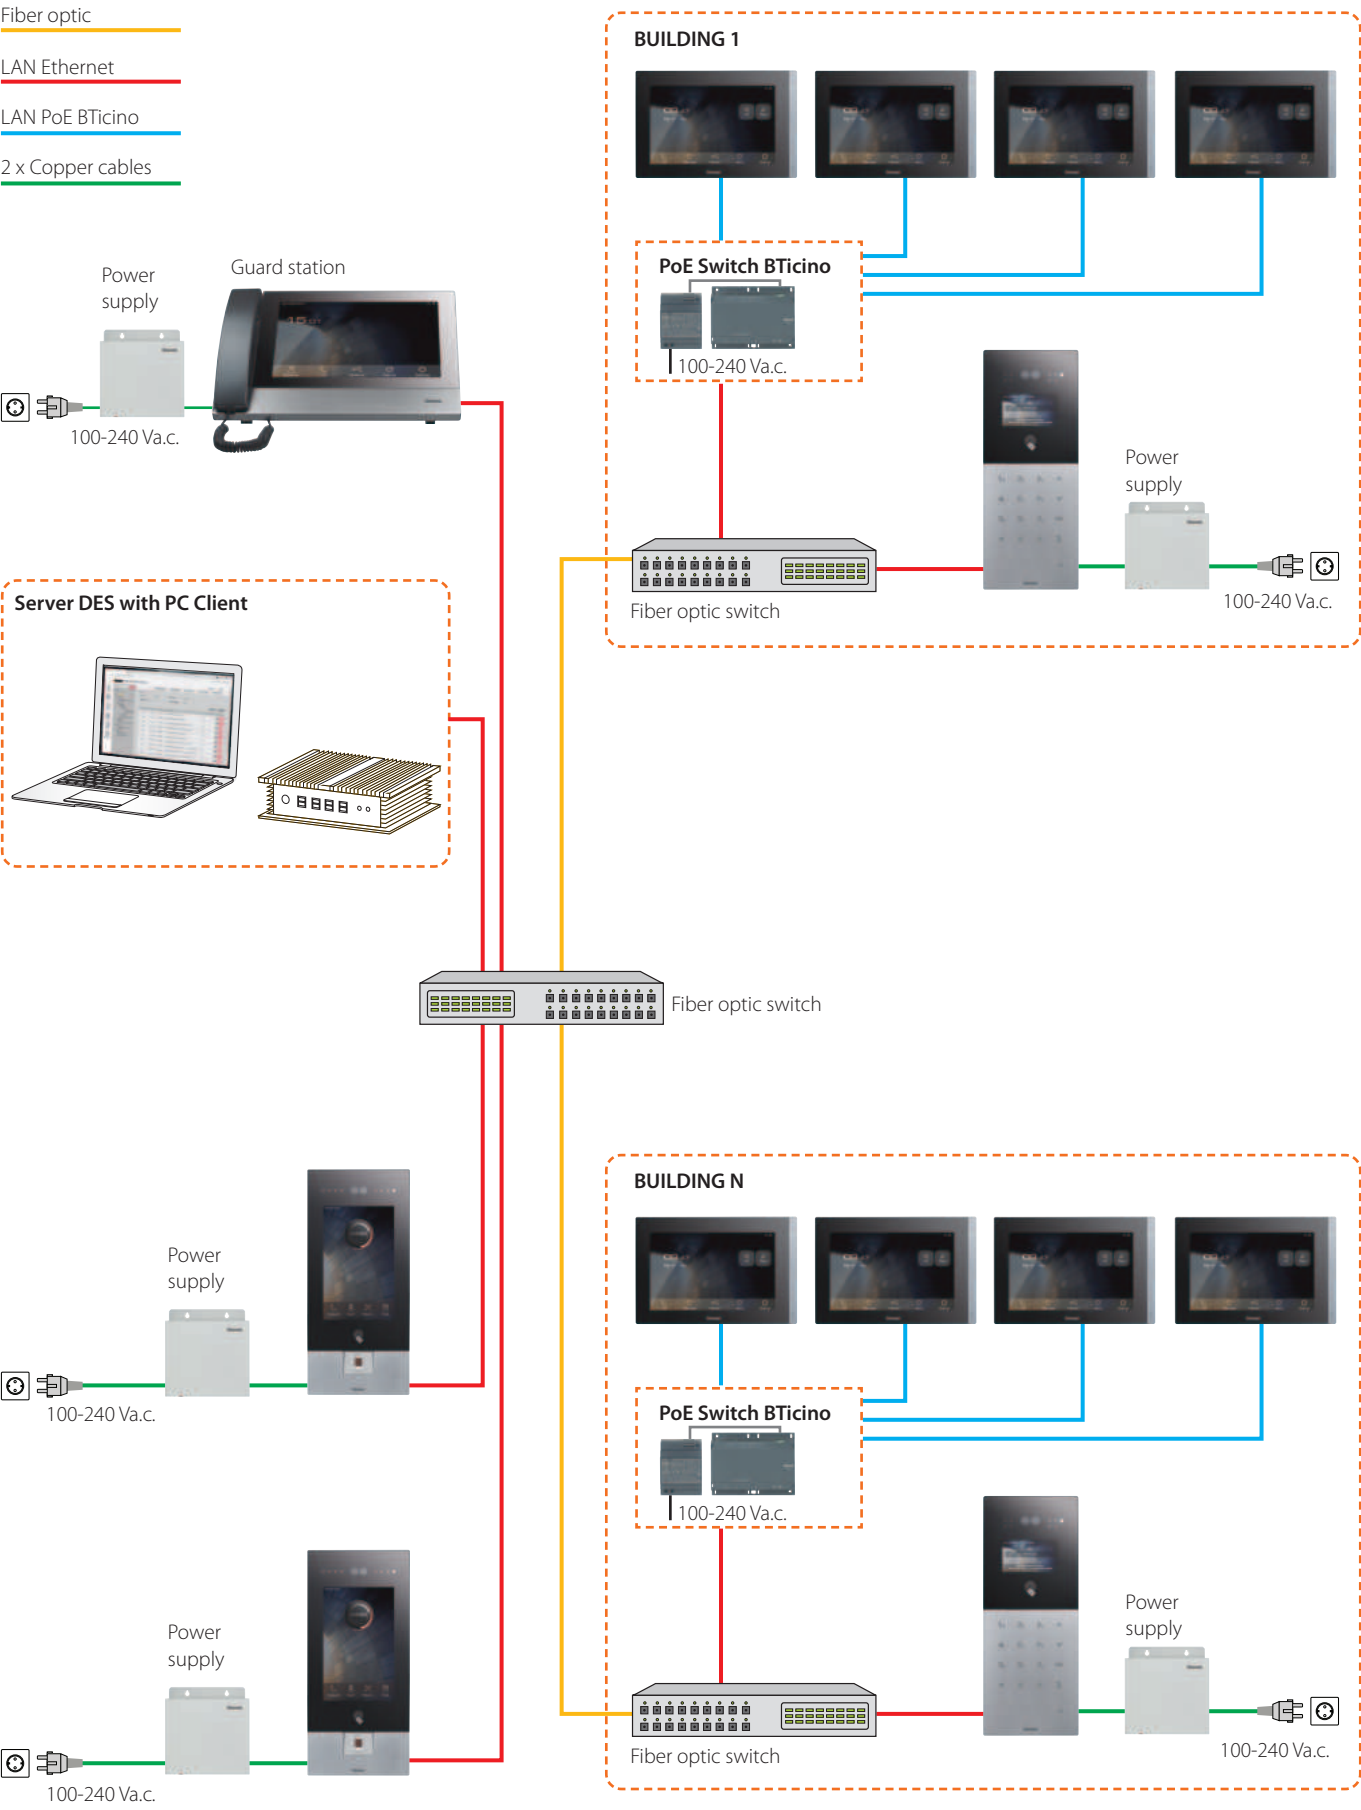 Fiber optic
LAN Ethernet
LAN PoE BTicino
2 x Copper cables
Power
supply
Guard station
100-240 Va.c.
Server DES with PC Client
BUILDING 1
PoE Switch BTicino
100-240 Va.c.
Power
supply
100-240 Va.c.
Fiber optic switch
Fiber optic switch
Power
supply
100-240 Va.c.
Power
supply
100-240 Va.c.
BUILDING N
PoE Switch BTicino
100-240 Va.c.
Power
supply
100-240 Va.c.
Fiber optic switch